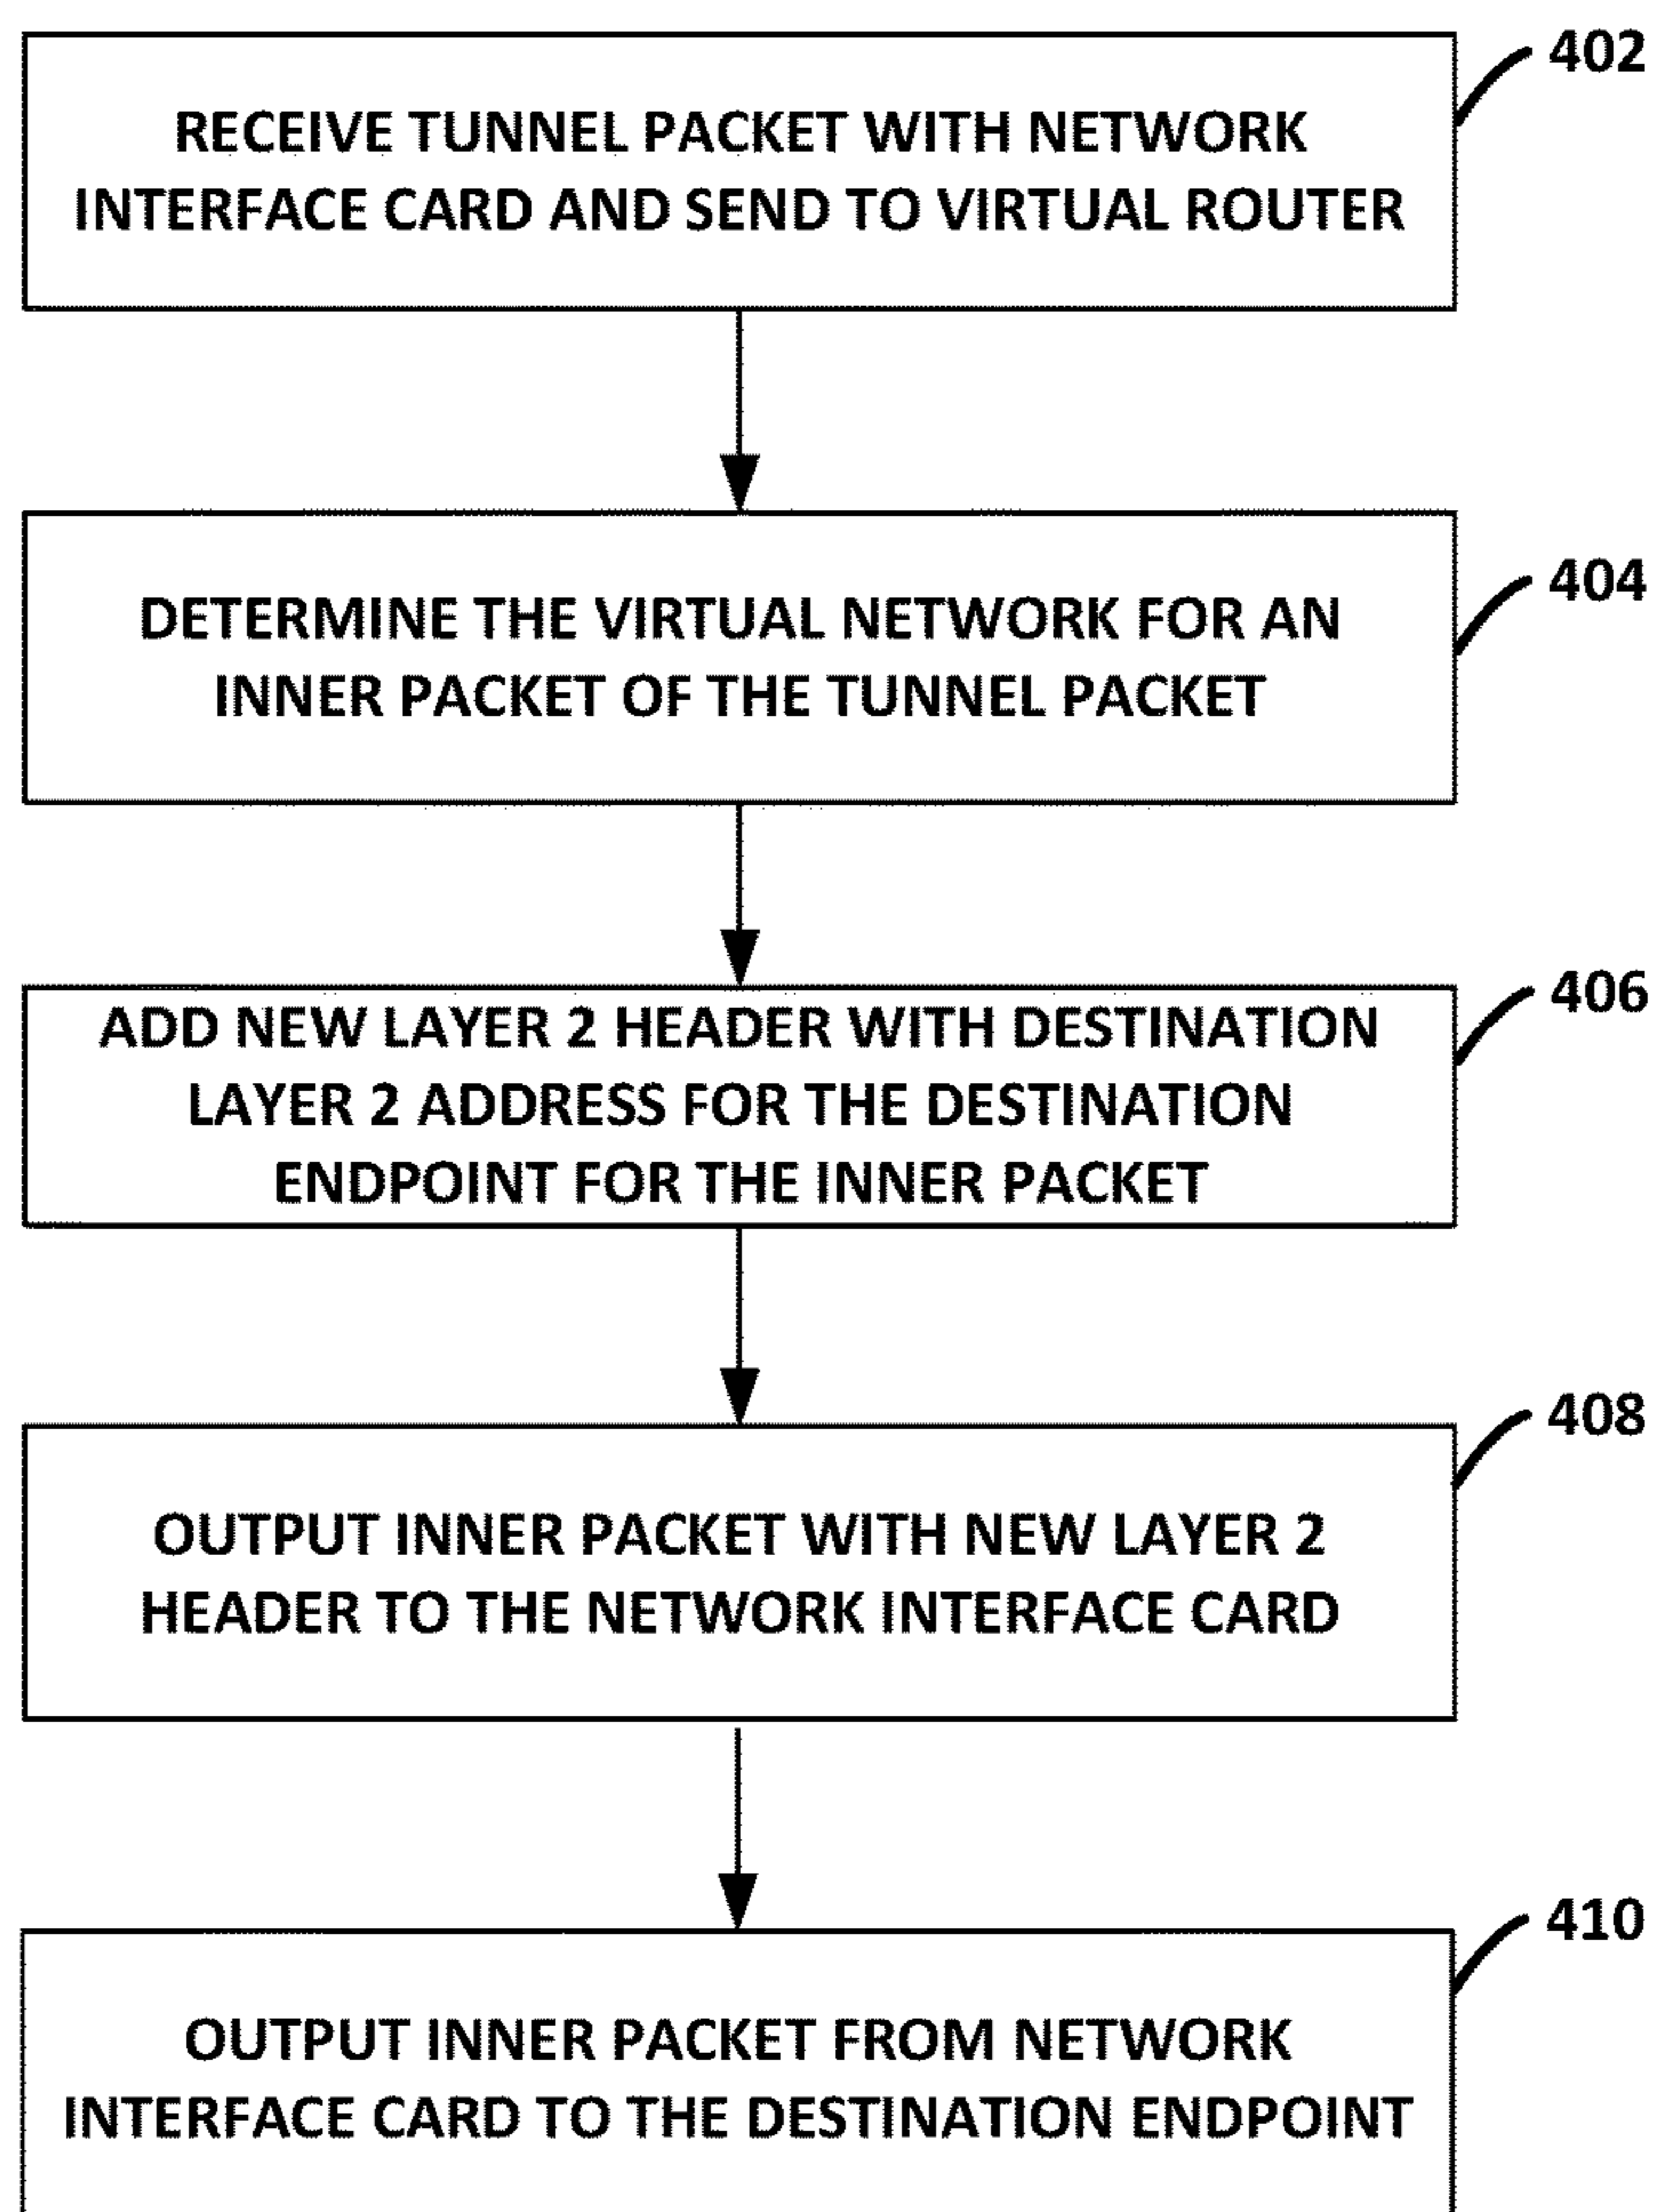 402
RECEIVE TUNNEL PACKET WITH NETWORK
INTERFACE CARD AND SEND TO VIRTUAL ROUTER
404
DETERMINE THE VIRTUAL NETWORK FOR AN
INNER PACKET OF THE TUNNEL PACKET
406
ADD NEW LAYER 2 HEADER WITH DESTINATION
LAYER 2 ADDRESS FOR THE DESTINATION
ENDPOINT FOR THE INNER PACKET
408
OUTPUT INNER PACKET WITH NEW LAYER 2
HEADER TO THE NETWORK INTERFACE CARD
410
OUTPUT INNER PACKET FROM NETWORK
INTERFACE CARD TO THE DESTINATION ENDPOINT